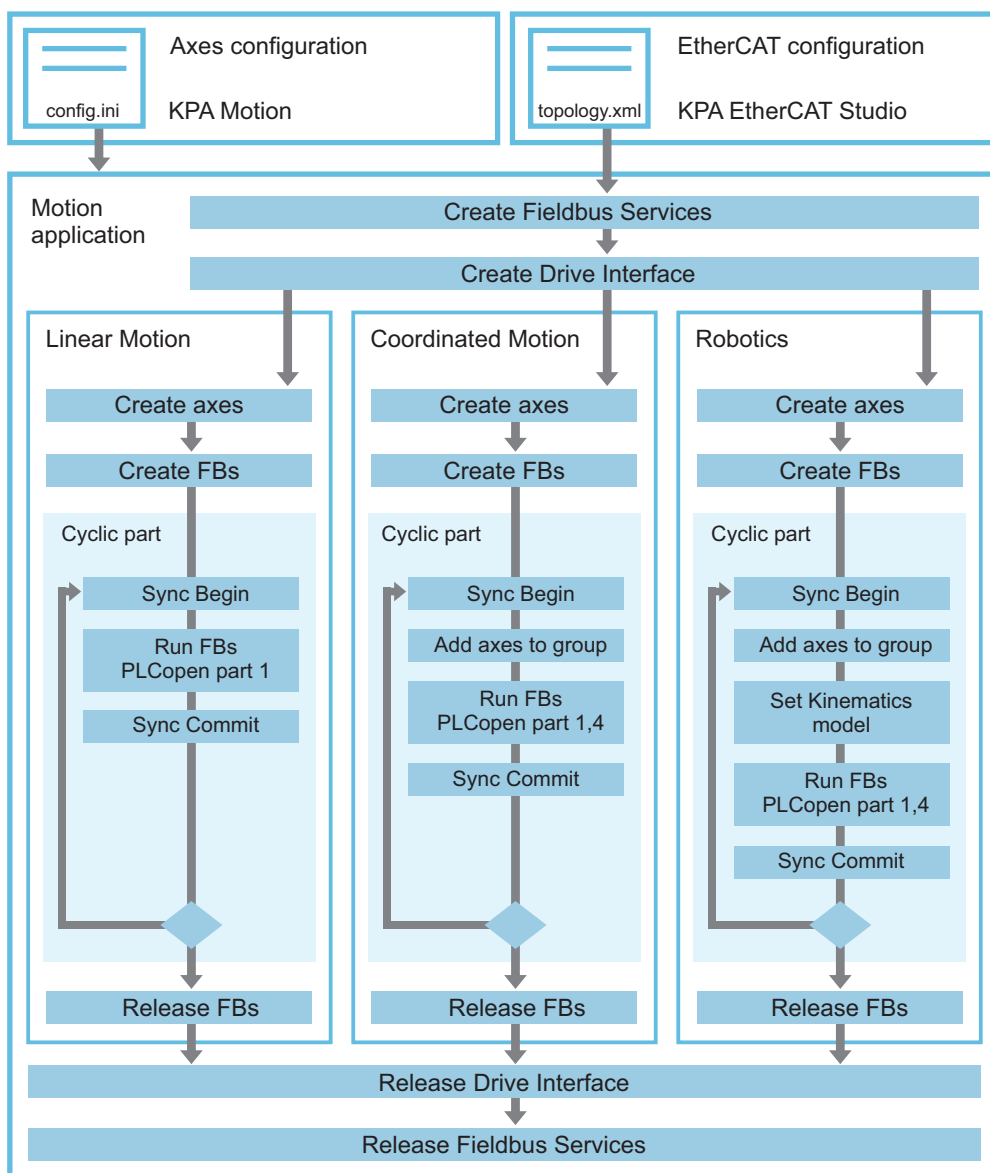 Axes configuration
config.ini
KPA Motion
EtherCAT configuration
topology.xml
KPA EtherCAT Studio
Motion
application
Create Fieldbus Services
Create Drive Interface
Linear Motion
Create axes
Create FBs
Cyclic part
Sync Begin
Run FBs
PLCopen part 1
Sync Commit
Release FBs
Coordinated Motion
Create axes
Create FBs
Cyclic part
Sync Begin
Add axes to group
Run FBs
PLCopen part 1,4
Sync Commit
Release FBs
Robotics
Create axes
Create FBs
Cyclic part
Sync Begin
Add axes to group
Set Kinematics
model
Run FBs
PLCopen part 1,4
Sync Commit
Release FBs
Release Drive Interface
Release Fieldbus Services